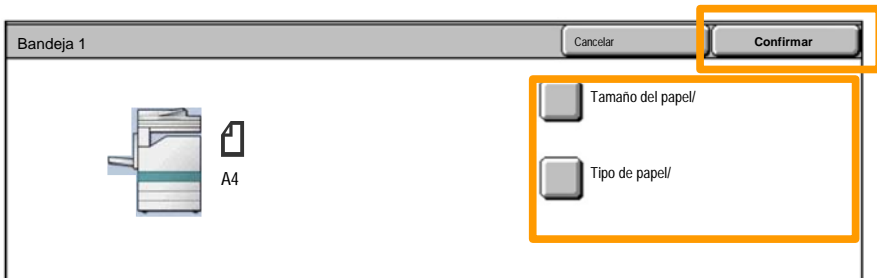 Bandeja 1
Cancelar
Confirmar
Tamaño del papel/
A4
Tipo de papel/